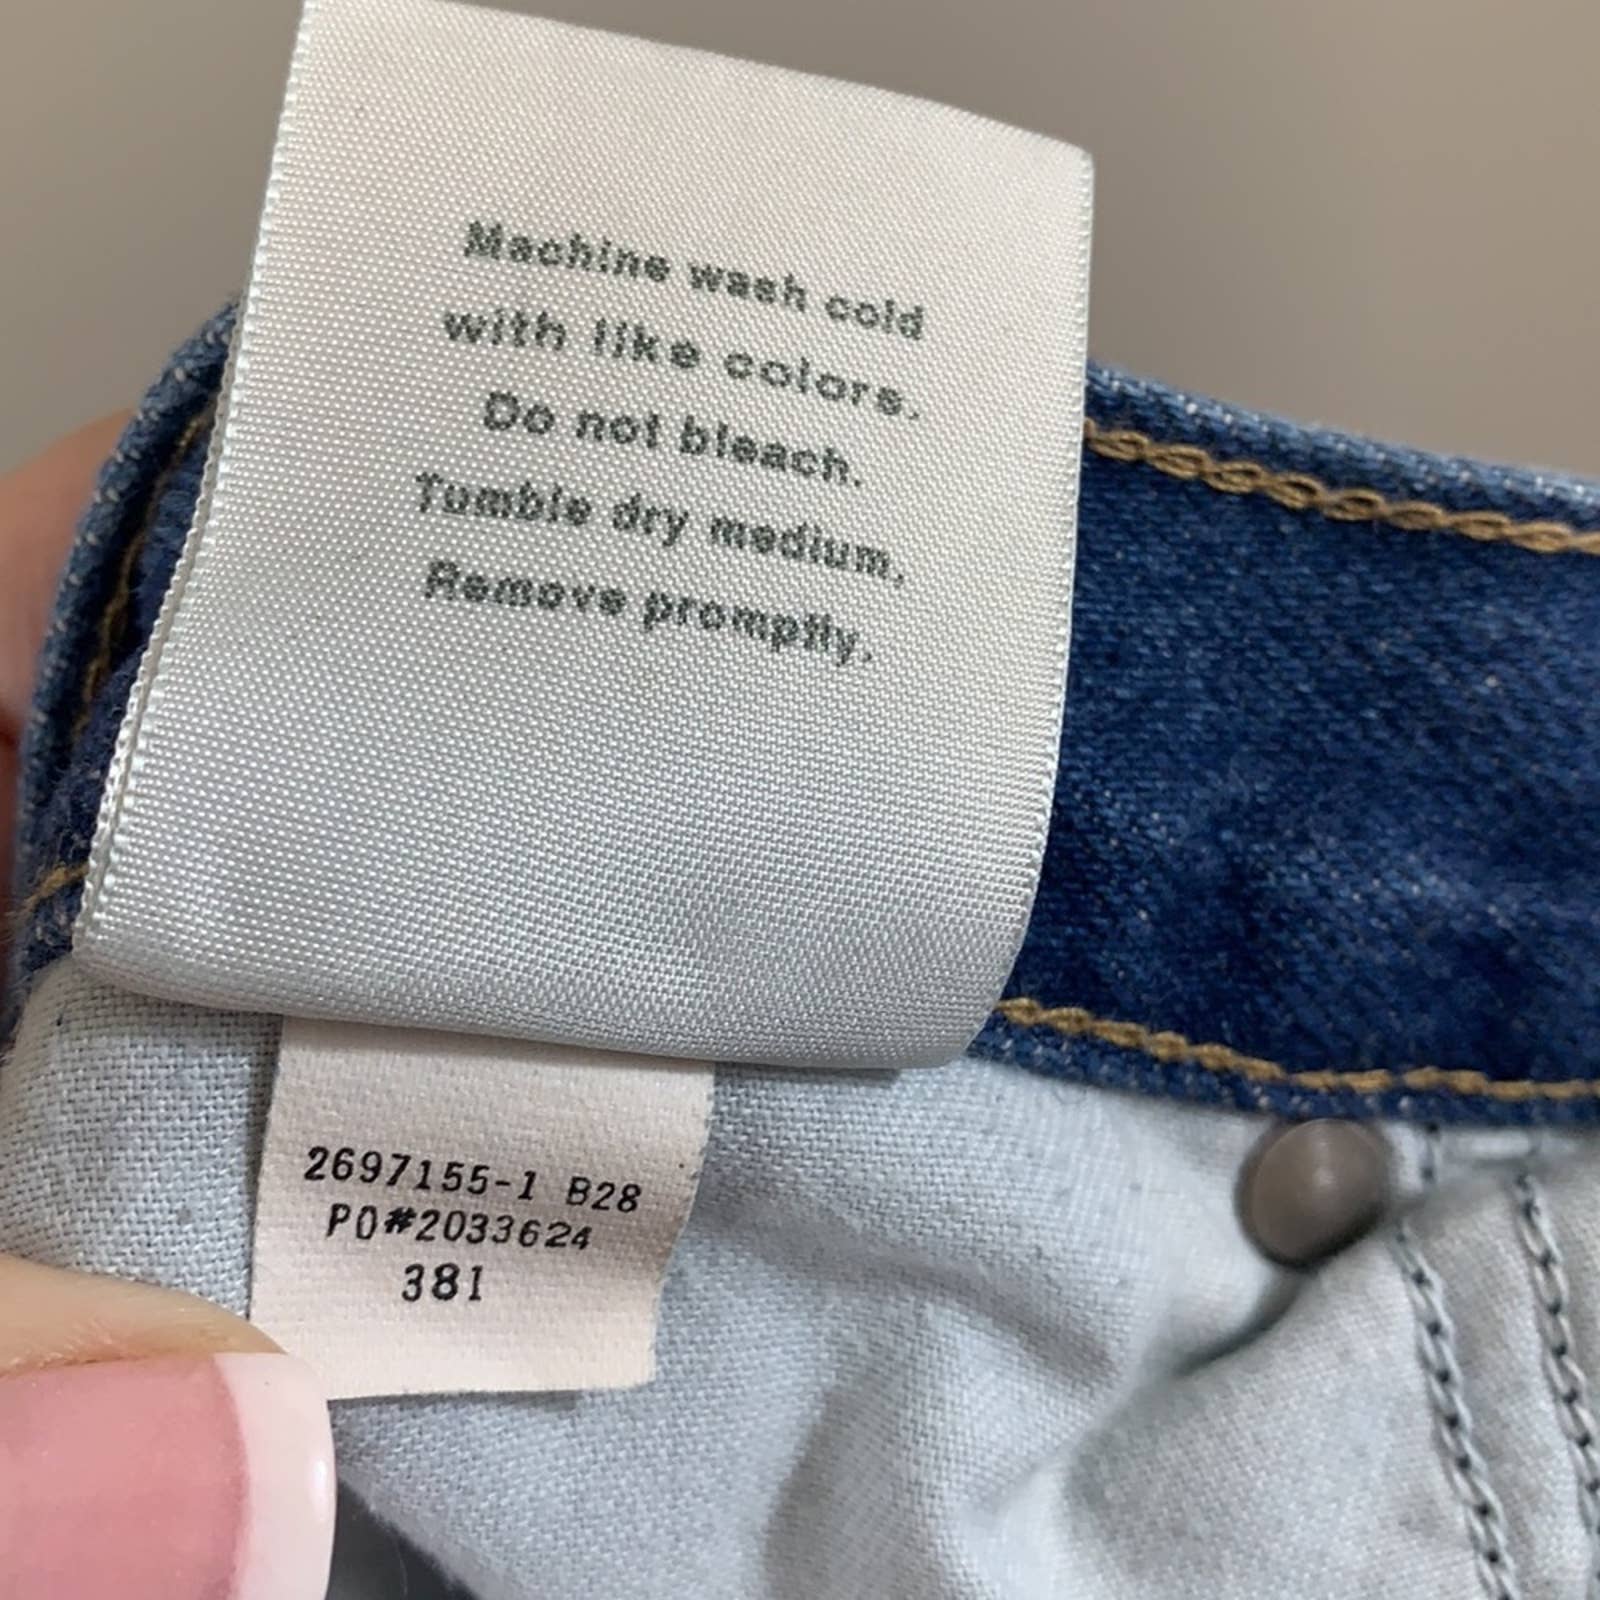 Machine wash cold
with like colors.
Do not bleach.
Tumble dry medium.
Remove promptly.
2697155-1 B28
PO#2033624
381